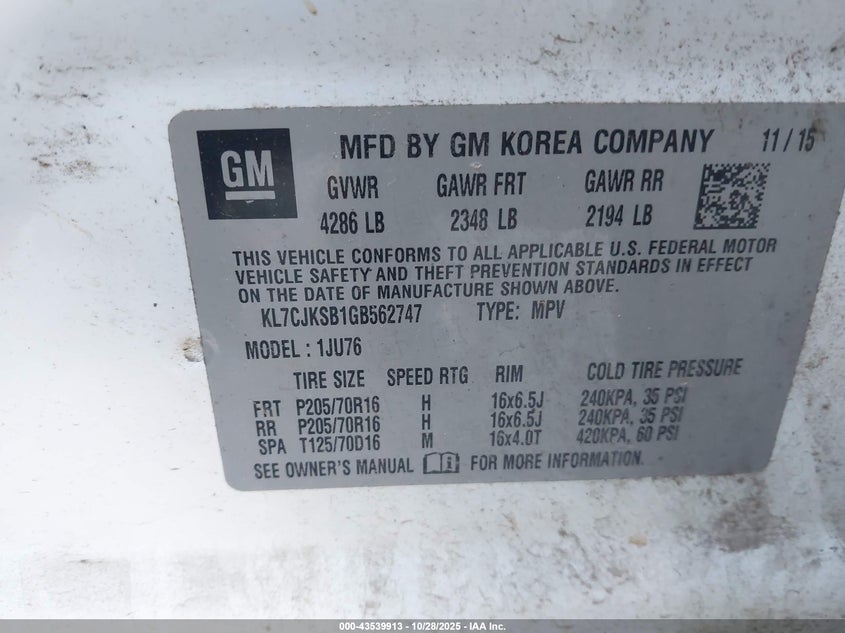 GM
MFD BY GM KOREA COMPANY 11/15
GVWR GAWR FRT GAWR RR
4286 LB 2348 LB 2194 LB
THIS VEHICLE CONFORMS TO ALL APPLICABLE U.S. FEDERAL MOTOR
VEHICLE SAFETY AND THEFT PREVENTION STANDARDS IN EFFECT
ON THE DATE OF MANUFACTURE SHOWN ABOVE.
KL7CJKSB1GB562747 TYPE: MPV
MODEL : 1JU76
TIRE SIZE SPEED RTG RIM COLD TIRE PRESSURE
FRT P205/70R16 H 16x6.5J 240KPA, 35 PSI
RR P205/70R16 H 16x6.5J 240KPA, 35 PSI
SPA T125/70D16 M 16x4.0T 420KPA, 60 PSI
SEE OWNER'S MANUAL FOR MORE INFORMATION.
000-43539913 - 10/28/2025 - IAA Inc.